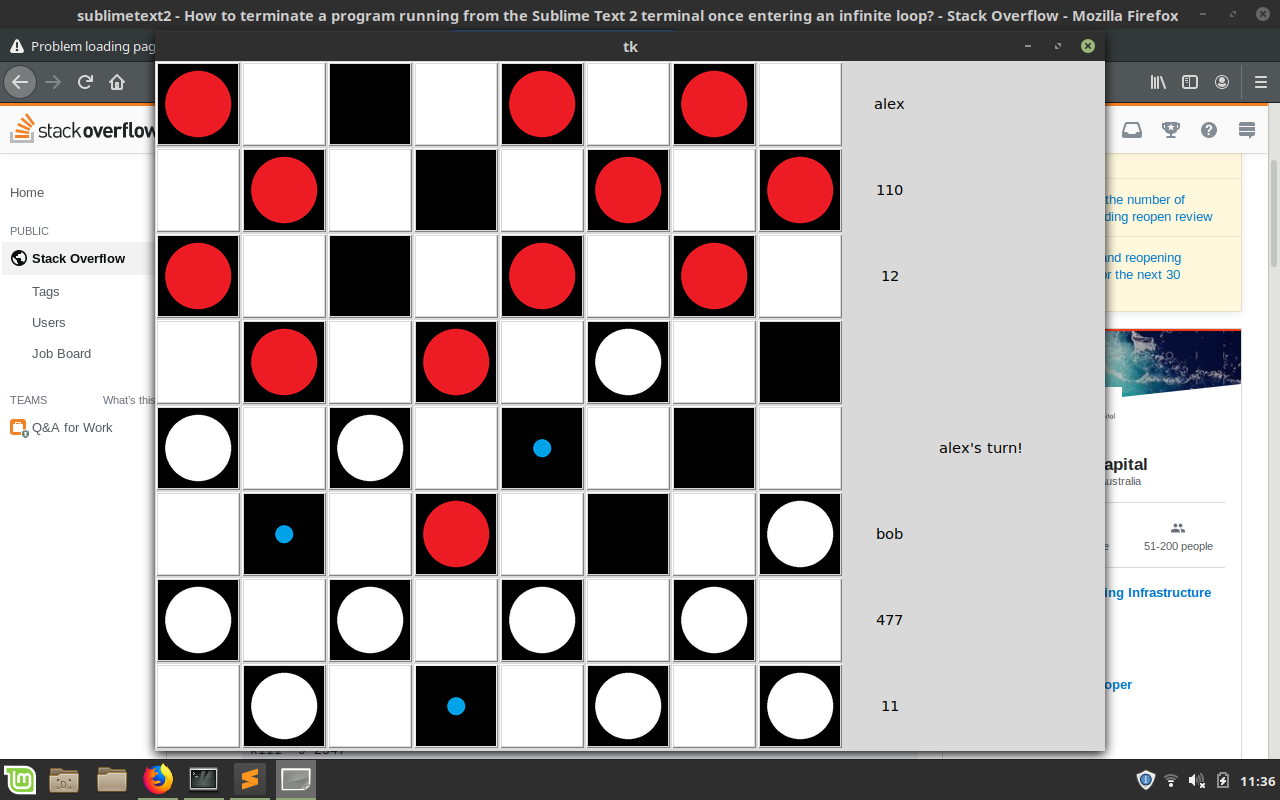 sublimetext2 - How to terminate a program running from the Sublime Text 2 terminal once entering an infinite loop? - Stack Overflow - Mozilla Firefox
Problem loading pag
tk
stackoverflow
Home
PUBLIC
Stack Overflow
Tags
Users
Job Board
TEAMS
What's this
Q&A for Work
alex
110
12
alex's turn!
bob
477
11
the number of
ding reopen review
and reopening
or the next 30
apital
ustralia
51-200 people
ing Infrastructure
oper
11:36